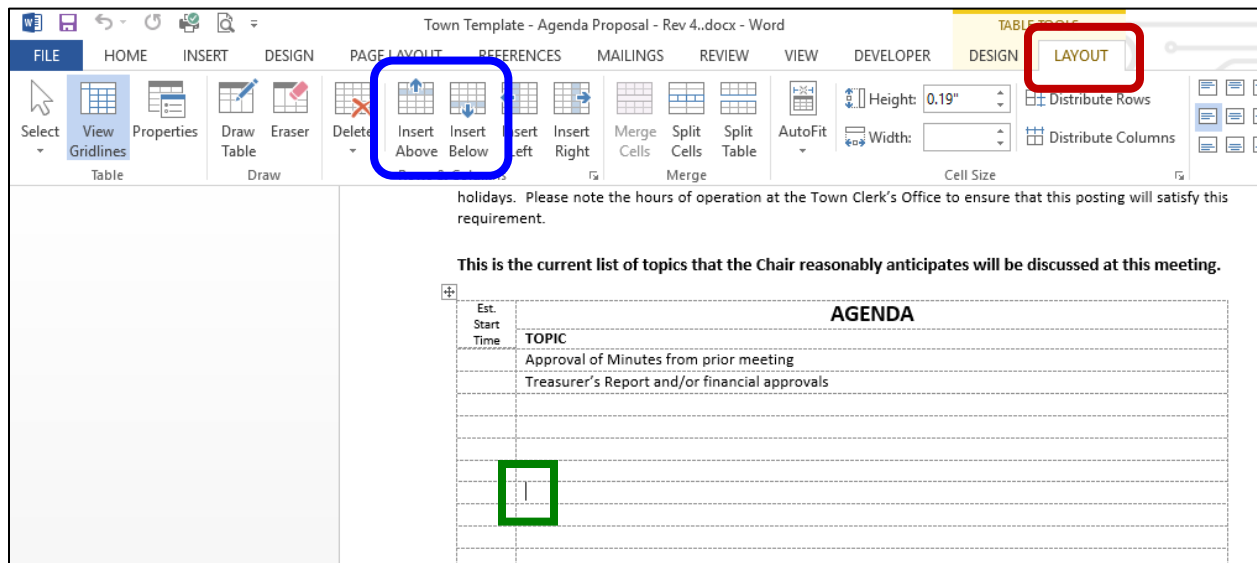 Town Template - Agenda Proposal - Rev 4..docx - Word
TABLE TOOLS
FILE HOME INSERT DESIGN PAGE LAYOUT REFERENCES MAILINGS REVIEW VIEW DEVELOPER DESIGN LAYOUT
Select View Gridlines Properties Draw Table Eraser Delete Insert Above Insert Below Insert Left Insert Right Merge Cells Split Cells Split Table AutoFit Height: 0.19" Distribute Rows
Width: Distribute Columns
Table Draw Rows & Columns Merge Cell Size
holidays. Please note the hours of operation at the Town Clerk's Office to ensure that this posting will satisfy this
requirement.
This is the current list of topics that the Chair reasonably anticipates will be discussed at this meeting.
Est.
Start
Time
AGENDA
TOPIC
Approval of Minutes from prior meeting
Treasurer's Report and/or financial approvals